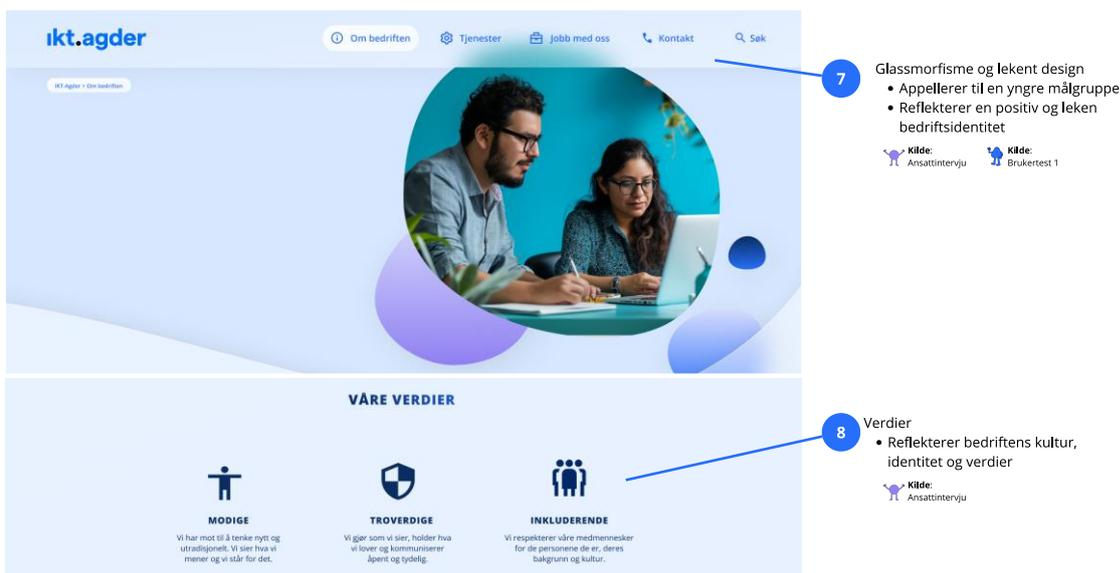 ıkt.agder
Om bedriften
Tjenester
Jobb med oss
Kontakt
Søk
IKT-Agder > Om bedriften
7
Glassmorfisme og lekent design
• Appellerer til en yngre målgruppe
• Reflekterer en positiv og leken
bedriftsidentitet
Kilde:
Ansattintervju
Kilde:
Brukertest 1
VÅRE VERDIER
8
Verdier
• Reflekterer bedriftens kultur,
identitet og verdier
Kilde:
Ansattintervju
MODIGE
Vi har mot til å tenke nytt og
utradisjonelt. Vi sier hva vi
mener og vi står for det.
TROVERDIGE
Vi gjør som vi sier, holder hva
vi lover og kommuniserer
åpent og tydelig.
INKLUDERENDE
Vi respekterer våre medmennesker
for de personene de er, deres
bakgrunn og kultur.